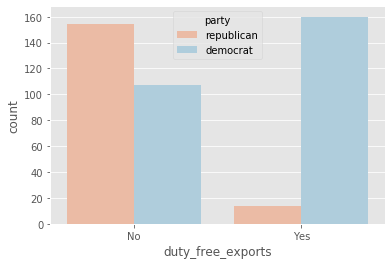 160
140
120
100
80
60
40
20
0
count
party
republican
democrat
No
Yes
duty_free_exports